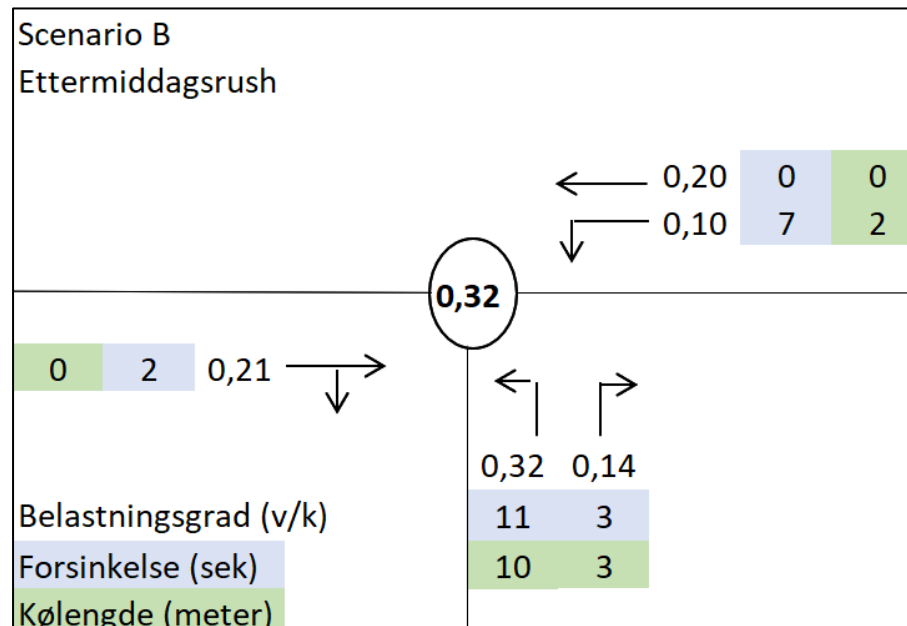 Scenario B
Ettermiddagsrush
0,20 0 0
0,10 7 2
0,32
0 2 0,21
0,32 0,14
Belastningsgrad (v/k) 11 3
Forsinkelse (sek) 10 3
Kølengde (meter)